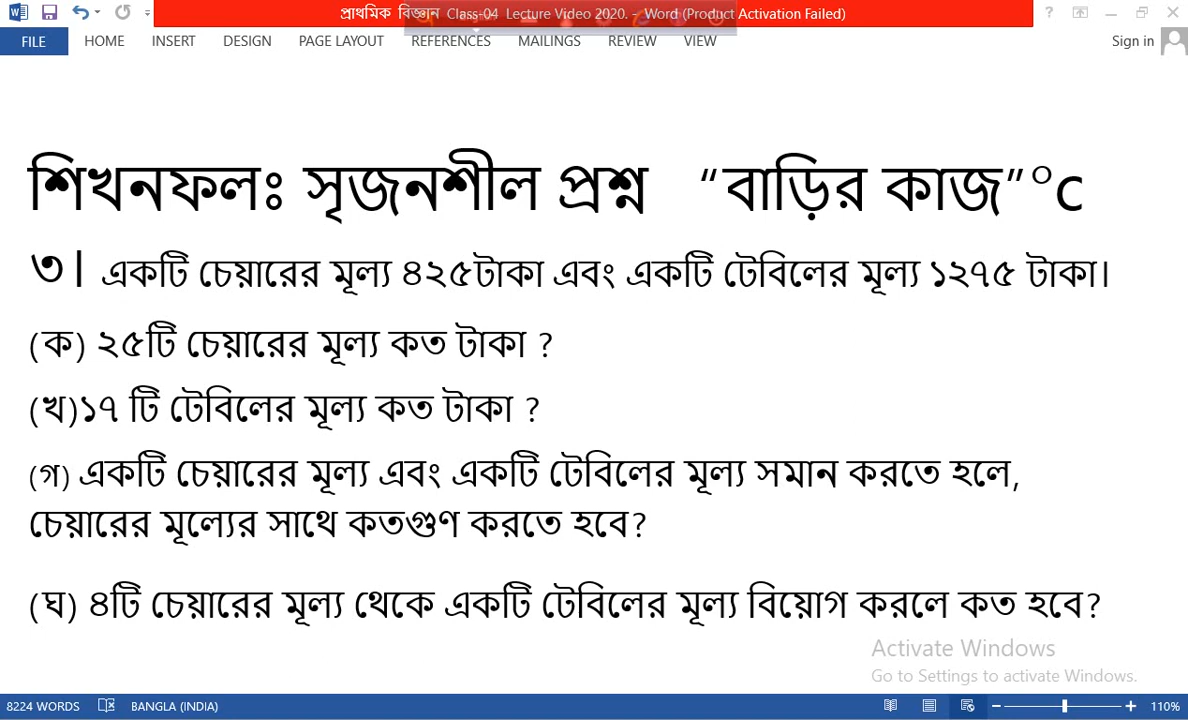 প্রাথমিক বিজ্ঞান Class-04 Lecture Video 2020. - Word (Product Activation Failed)
FILE HOME INSERT DESIGN PAGE LAYOUT REFERENCES MAILINGS REVIEW VIEW Sign in
শিখনফলঃ সৃজনশীল প্রশ্ন “বাড়ির কাজ”°c
৩। একটি চেয়ারের মূল্য ৪২৫টাকা এবং একটি টেবিলের মূল্য ১২৭৫ টাকা।
(ক) ২৫টি চেয়ারের মূল্য কত টাকা ?
(খ)১৭ টি টেবিলের মূল্য কত টাকা ?
(গ) একটি চেয়ারের মূল্য এবং একটি টেবিলের মূল্য সমান করতে হলে,
চেয়ারের মূল্যের সাথে কতগুণ করতে হবে?
(ঘ) ৪টি চেয়ারের মূল্য থেকে একটি টেবিলের মূল্য বিয়োগ করলে কত হবে?
Activate Windows
Go to Settings to activate Windows.
8224 WORDS BANGLA (INDIA) 110%